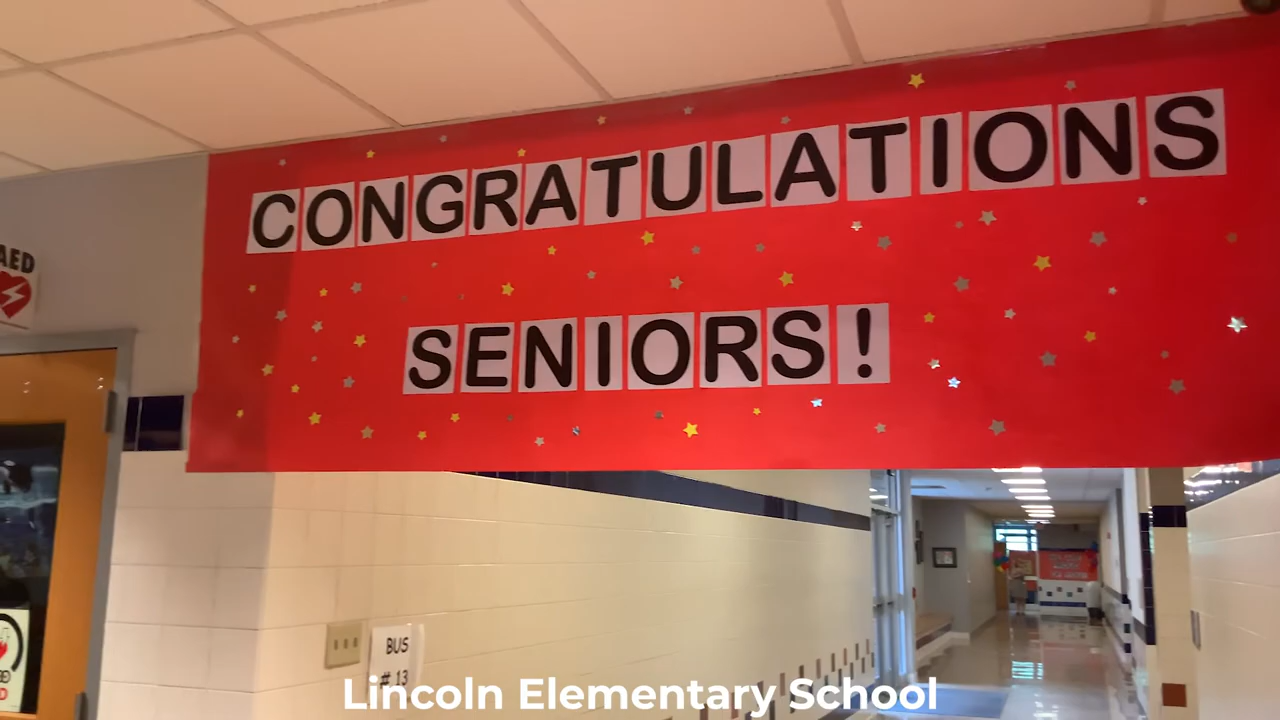 CONGRATULATIONS
SENIORS!
AED
BUS
# 13
Lincoln Elementary School